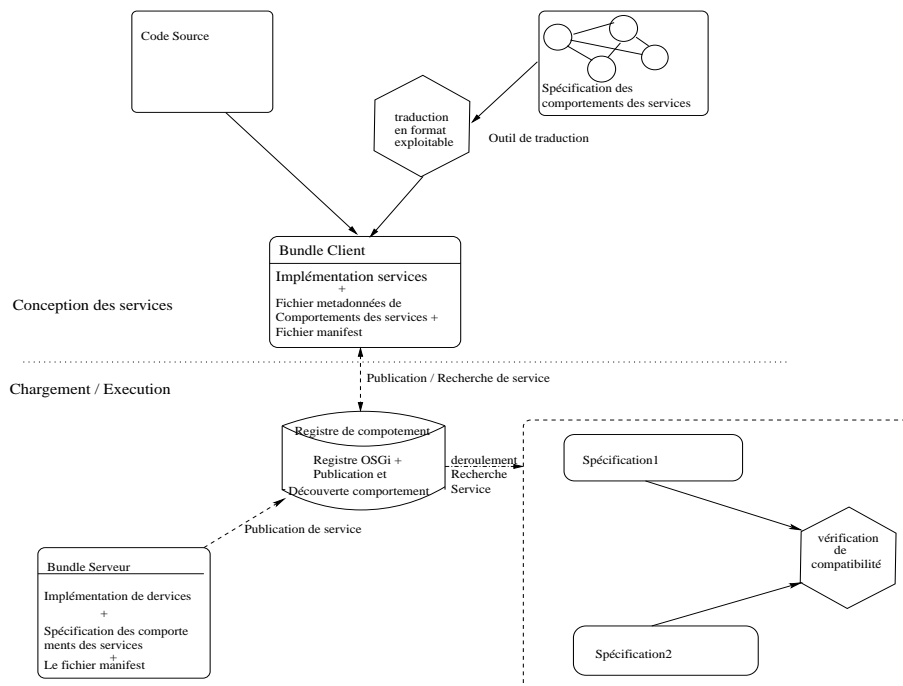 Code Source
Spécification des
comportements des services
traduction
en format
exploitable
Outil de traduction
Bundle Client
Implémentation services
+
Fichier metadonnées de
Comportements des services +
Fichier manifest
Conception des services
Chargement / Execution
Publication / Recherche de service
Registre de compotement
Registre OSGi +
Publication et
Découverte comportement
deroulement
Recherche
Service
Publication de service
Spécification1
vérification
de
compatibilité
Spécification2
Bundle Serveur
Implémentation de dervices
+
Spécification des comporte
ments des services
+
Le fichier manifest